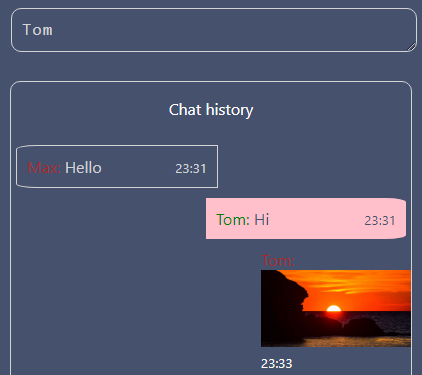 Tom
Chat history
Max: Hello 23:31
Tom: Hi 23:31
Tom:
23:33